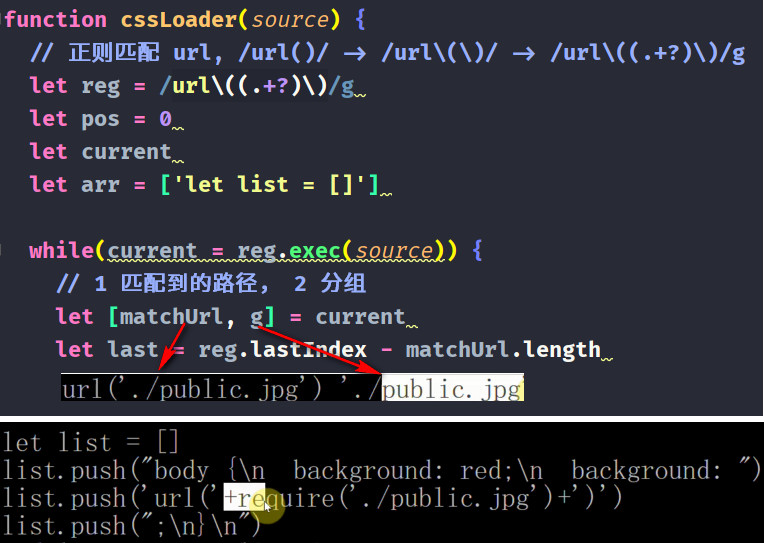 function cssLoader(source) {
// 正则匹配 url, /url()/ -> /url\(\)/ -> /url\((.+?)\)/g
let reg = /url\((.+?)\)/g
let pos = 0
let current
let arr = ['let list = []']
while(current = reg.exec(source)) {
// 1 匹配到的路径, 2 分组
let [matchUrl, g] = current
let last = reg.lastIndex - matchUrl.length
url('./public.jpg') './public.jpg
let list = []
list.push("body {\n  background: red;\n  background: ")
list.push('url('+require('./public.jpg')+')')
list.push(";\n}\n")